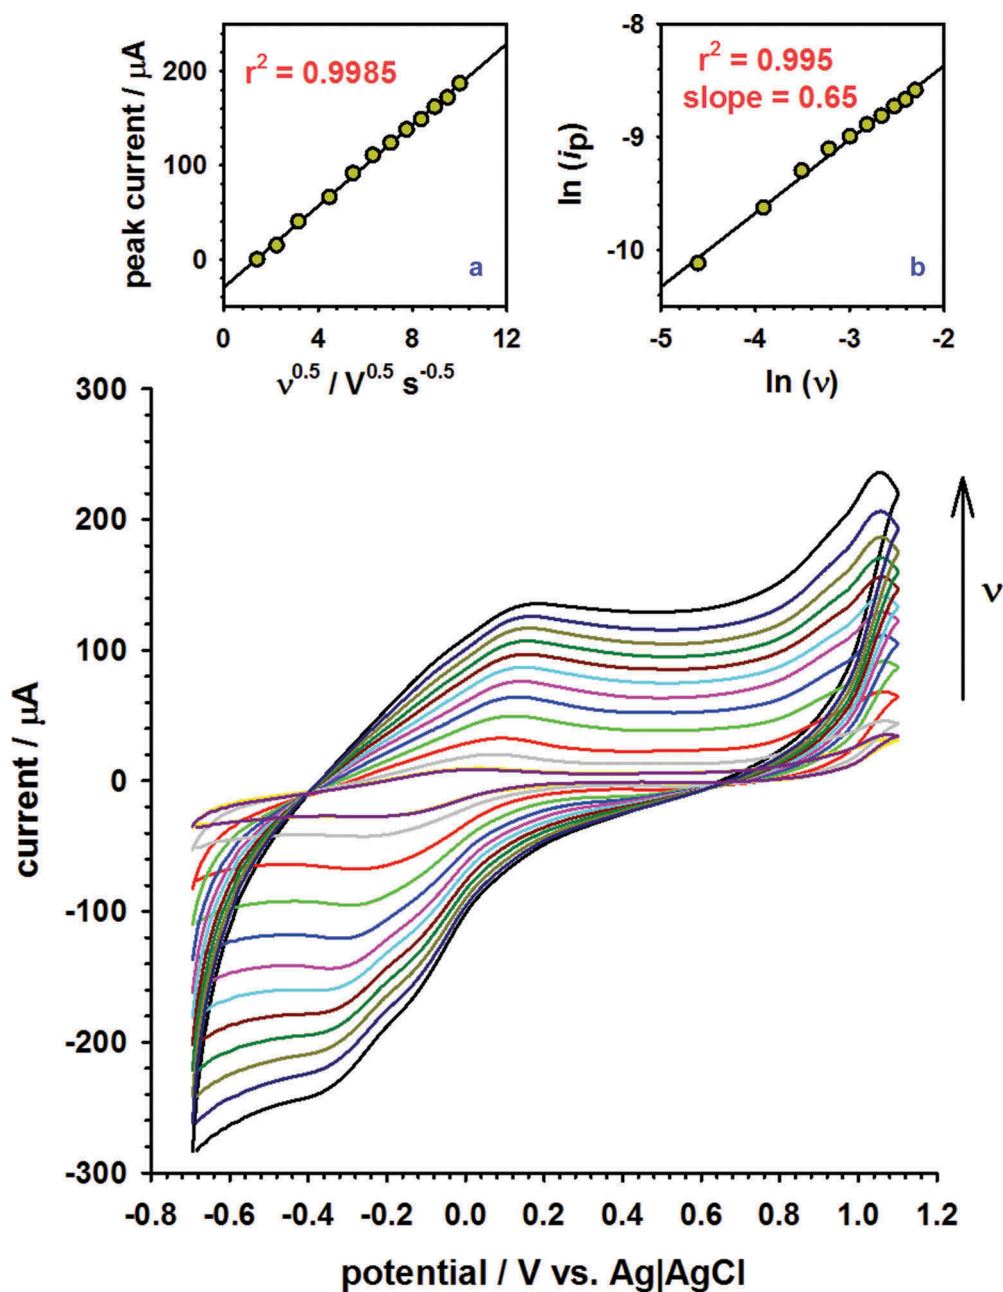 peak current / μA
200
100
0
r² = 0.9985
a
0 4 8 12
ν⁰·⁵ / V⁰·⁵ s⁻⁰·⁵
ln (ip)
-8
-9
-10
r² = 0.995
slope = 0.65
b
-5 -4 -3 -2
ln (ν)
current / μA
300
200
100
0
-100
-200
-300
ν
-0.8 -0.6 -0.4 -0.2 0.0 0.2 0.4 0.6 0.8 1.0 1.2
potential / V vs. Ag|AgCl